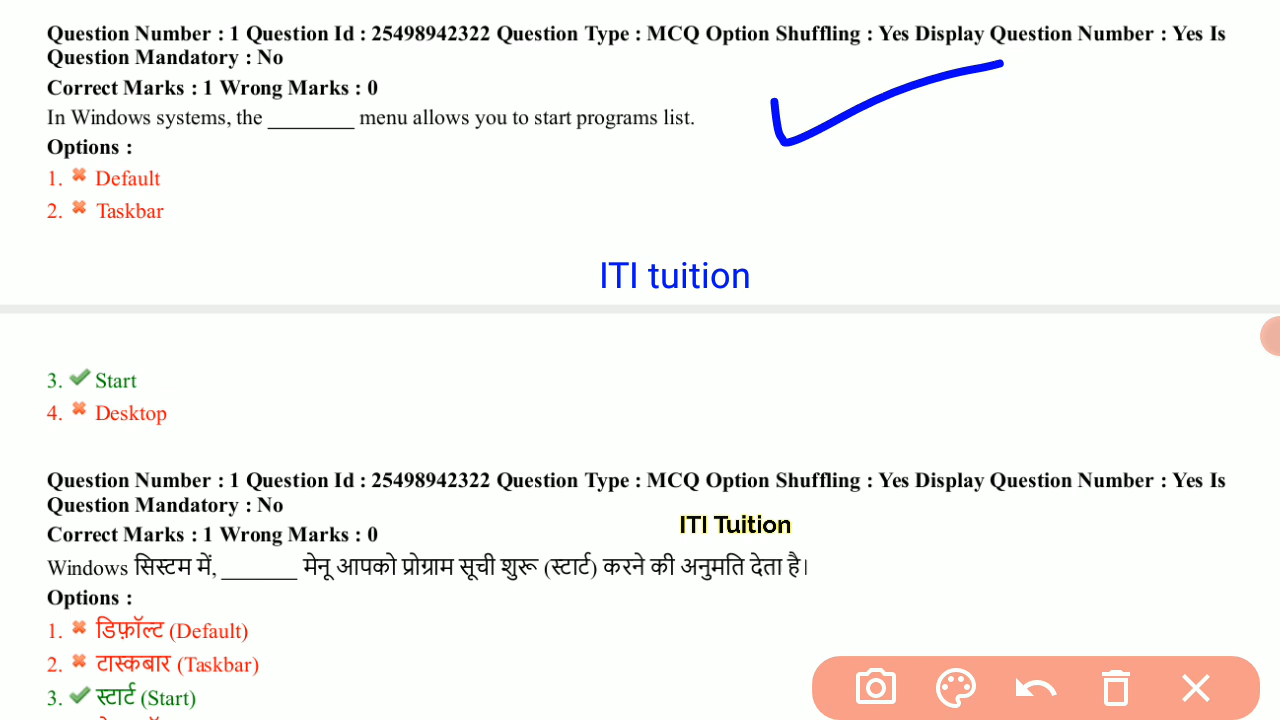 Question Number : 1 Question Id : 25498942322 Question Type : MCQ Option Shuffling : Yes Display Question Number : Yes Is
Question Mandatory : No
Correct Marks : 1 Wrong Marks : 0
In Windows systems, the ________ menu allows you to start programs list.
Options :
1. ✖ Default
2. ✖ Taskbar
ITI tuition
3. ✔ Start
4. ✖ Desktop
Question Number : 1 Question Id : 25498942322 Question Type : MCQ Option Shuffling : Yes Display Question Number : Yes Is
Question Mandatory : No
Correct Marks : 1 Wrong Marks : 0
ITI Tuition
Windows सिस्टम में, _______ मेनू आपको प्रोग्राम सूची शुरू (स्टार्ट) करने की अनुमति देता है।
Options :
1. ✖ डिफ़ॉल्ट (Default)
2. ✖ टास्कबार (Taskbar)
3. ✔ स्टार्ट (Start)